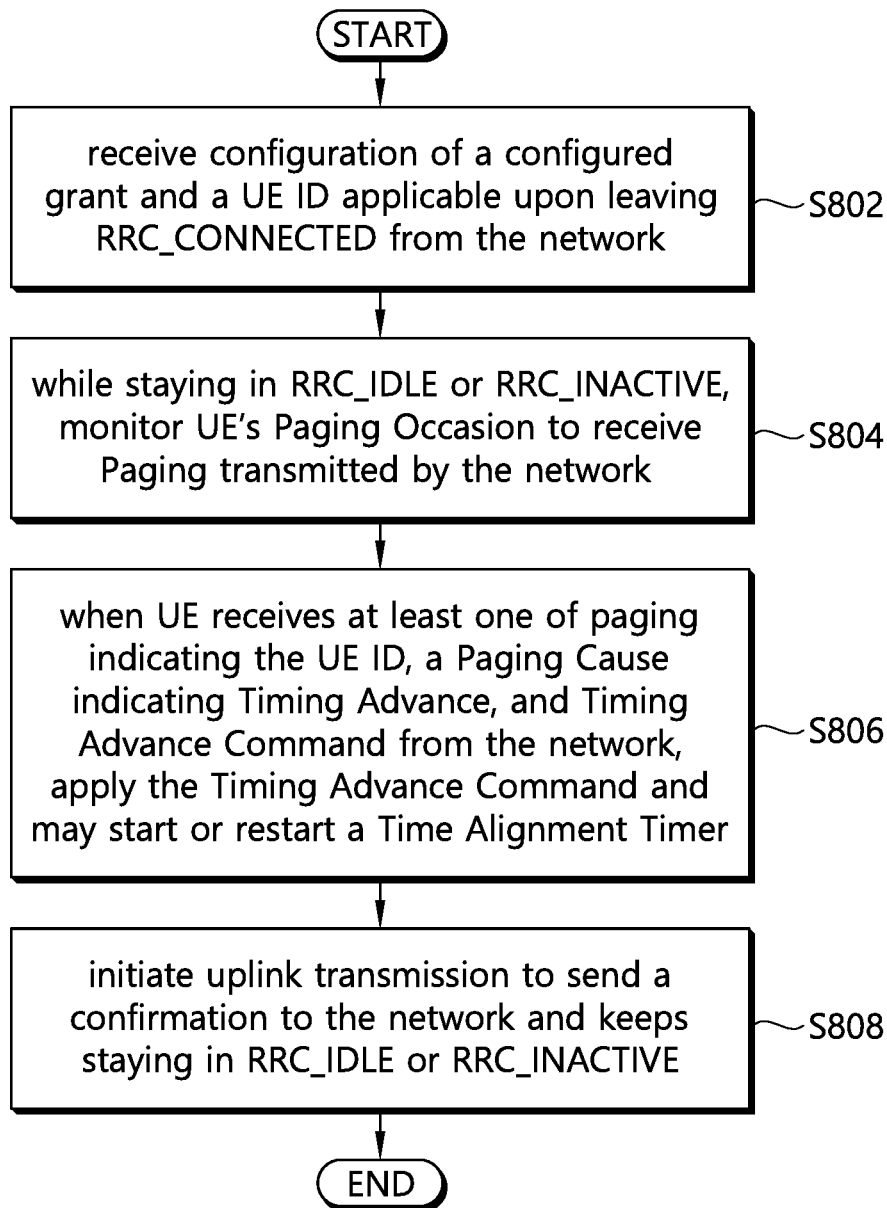 START
receive configuration of a configured
grant and a UE ID applicable upon leaving
RRC_CONNECTED from the network
S802
while staying in RRC_IDLE or RRC_INACTIVE,
monitor UE's Paging Occasion to receive
Paging transmitted by the network
S804
when UE receives at least one of paging
indicating the UE ID, a Paging Cause
indicating Timing Advance, and Timing
Advance Command from the network,
apply the Timing Advance Command and
may start or restart a Time Alignment Timer
S806
initiate uplink transmission to send a
confirmation to the network and keeps
staying in RRC_IDLE or RRC_INACTIVE
S808
END